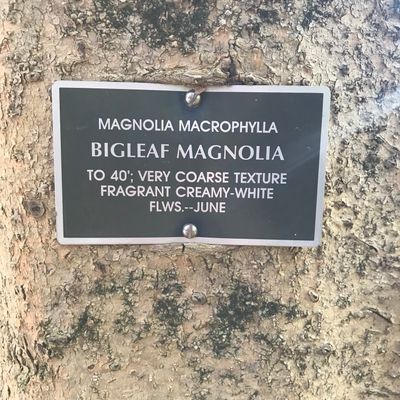 MAGNOLIA MACROPHYLLA
BIGLEAF MAGNOLIA
TO 40'; VERY COARSE TEXTURE
FRAGRANT CREAMY-WHITE
FLWS.--JUNE